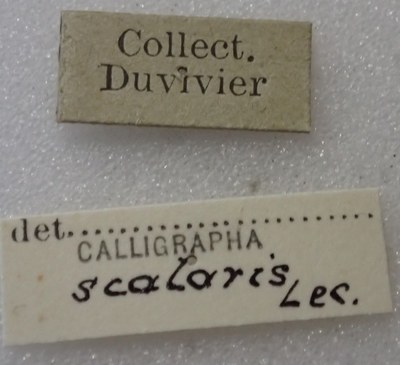 Collect.
Duvivier
det.......................
CALLIGRAPHA
scalaris
Lec.